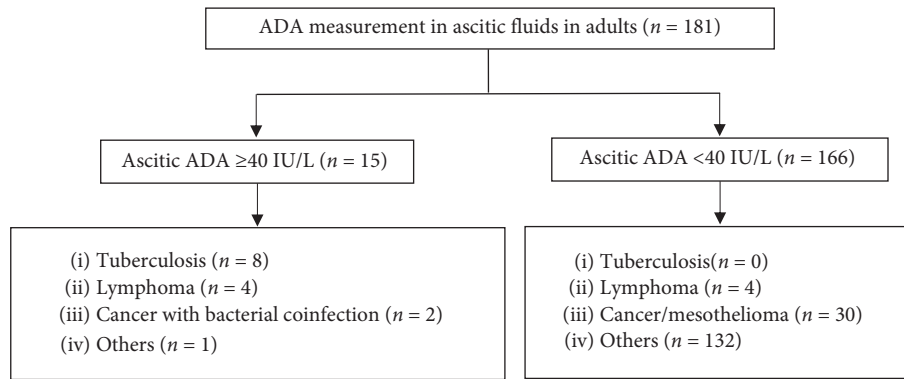 ADA measurement in ascitic fluids in adults (n = 181)
Ascitic ADA ≥40 IU/L (n = 15)
Ascitic ADA <40 IU/L (n = 166)
(i) Tuberculosis (n = 8)
(ii) Lymphoma (n = 4)
(iii) Cancer with bacterial coinfection (n = 2)
(iv) Others (n = 1)
(i) Tuberculosis(n = 0)
(ii) Lymphoma (n = 4)
(iii) Cancer/mesothelioma (n = 30)
(iv) Others (n = 132)